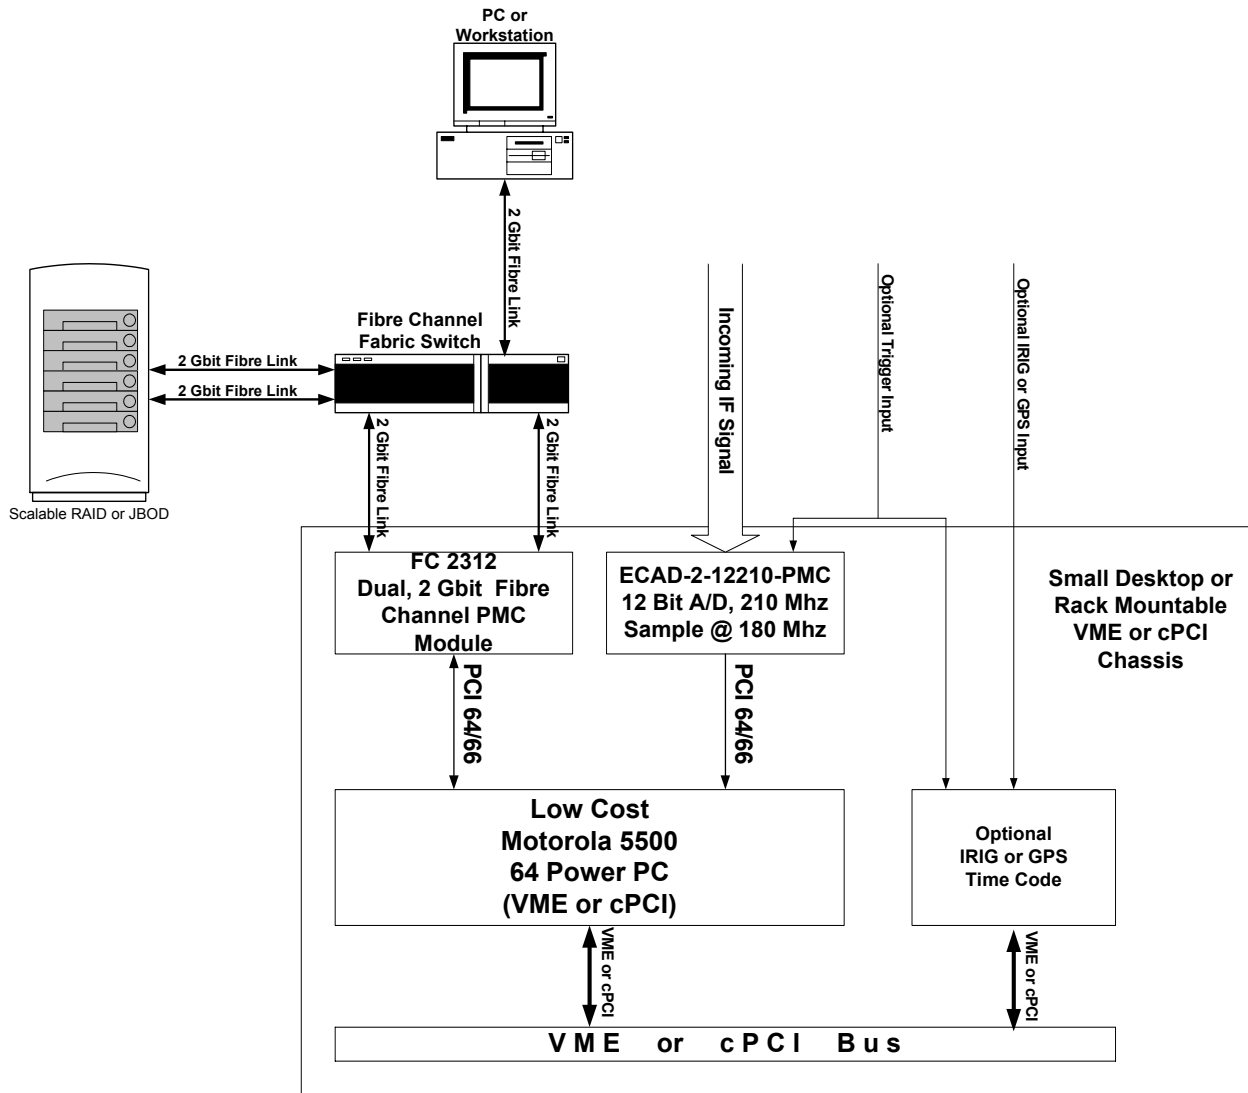 PC or
Workstation
2 Gbit Fibre Link
Fibre Channel
Fabric Switch
2 Gbit Fibre Link
2 Gbit Fibre Link
Scalable RAID or JBOD
2 Gbit Fibre Link
2 Gbit Fibre Link
Incoming IF Signal
Optional Trigger Input
Optional IRIG or GPS Input
FC 2312
Dual, 2 Gbit Fibre
Channel PMC
Module
ECAD-2-12210-PMC
12 Bit A/D, 210 Mhz
Sample @ 180 Mhz
Small Desktop or
Rack Mountable
VME or cPCI
Chassis
PCI 64/66
PCI 64/66
Low Cost
Motorola 5500
64 Power PC
(VME or cPCI)
Optional
IRIG or GPS
Time Code
VME or cPCI
VME or cPCI
VME or cPCI Bus